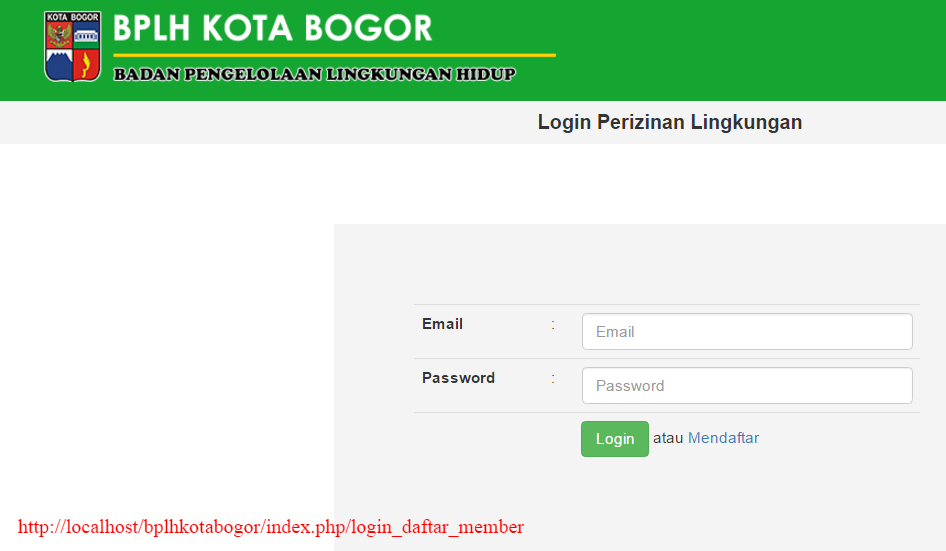 KOTA BOGOR
BPLH KOTA BOGOR
BADAN PENGELOLAAN LINGKUNGAN HIDUP
Login Perizinan Lingkungan
Email : Email
Password : Password
Login atau Mendaftar
http://localhost/bplhkotabogor/index.php/login_daftar_member